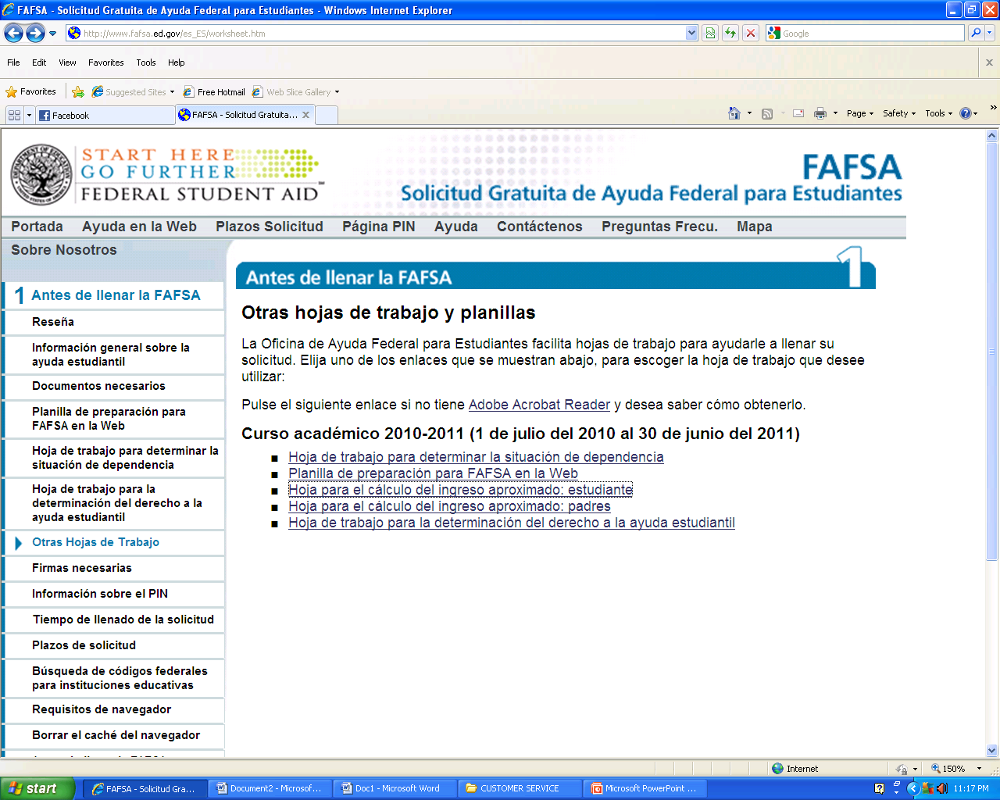 FAFSA - Solicitud Gratuita de Ayuda Federal para Estudiantes - Windows Internet Explorer
http://www.fafsa.ed.gov/es_ES/worksheet.htm
Google
File Edit View Favorites Tools Help
Favorites Suggested Sites Free Hotmail Web Slice Gallery
Facebook FAFSA - Solicitud Gratuita... Page Safety Tools
START HERE
GO FURTHER
FEDERAL STUDENT AID
FAFSA
Solicitud Gratuita de Ayuda Federal para Estudiantes
Portada Ayuda en la Web Plazos Solicitud Página PIN Ayuda Contáctenos Preguntas Frecu. Mapa
Sobre Nosotros
1 Antes de llenar la FAFSA
Reseña
Información general sobre la
ayuda estudiantil
Documentos necesarios
Planilla de preparación para
FAFSA en la Web
Hoja de trabajo para determinar la
situación de dependencia
Hoja de trabajo para la
determinación del derecho a la
ayuda estudiantil
Otras Hojas de Trabajo
Firmas necesarias
Información sobre el PIN
Tiempo de llenado de la solicitud
Plazos de solicitud
Búsqueda de códigos federales
para instituciones educativas
Requisitos de navegador
Borrar el caché del navegador
Antes de llenar la FAFSA 1
Otras hojas de trabajo y planillas
La Oficina de Ayuda Federal para Estudiantes facilita hojas de trabajo para ayudarle a llenar su
solicitud. Elija uno de los enlaces que se muestran abajo, para escoger la hoja de trabajo que desee
utilizar:
Pulse el siguiente enlace si no tiene Adobe Acrobat Reader y desea saber cómo obtenerlo.
Curso académico 2010-2011 (1 de julio del 2010 al 30 de junio del 2011)
Hoja de trabajo para determinar la situación de dependencia
Planilla de preparación para FAFSA en la Web
Hoja para el cálculo del ingreso aproximado: estudiante
Hoja para el cálculo del ingreso aproximado: padres
Hoja de trabajo para la determinación del derecho a la ayuda estudiantil
Internet 150%
start FAFSA - Solicitud Gra... Document2 - Microsof... Doc1 - Microsoft Word CUSTOMER SERVICE Microsoft PowerPoint ... 11:17 PM